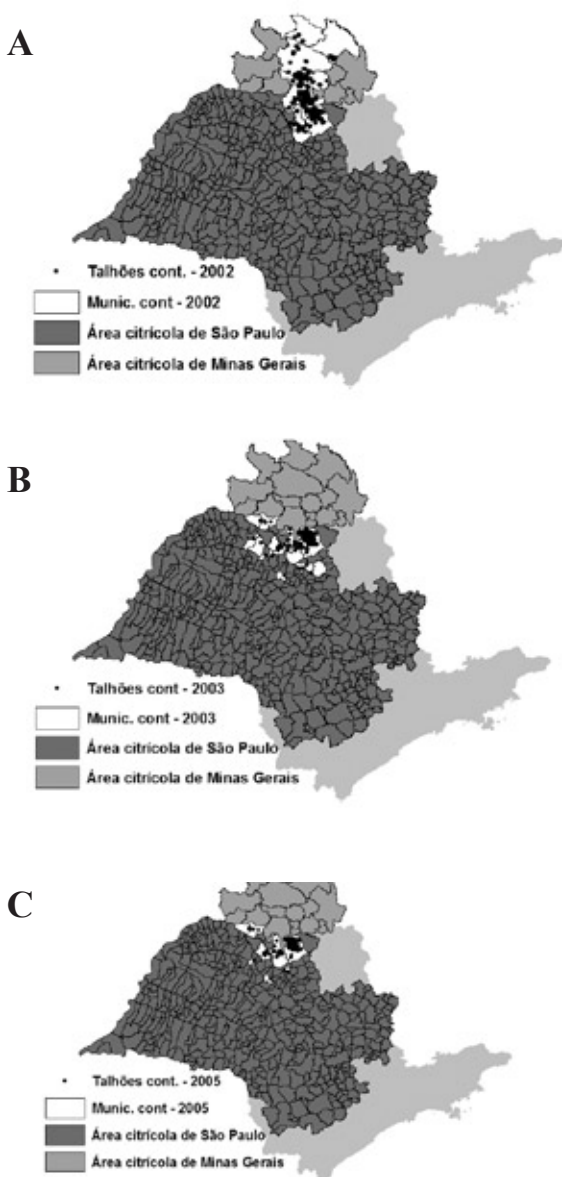 A
Talhões cont. - 2002
Munic. cont - 2002
Área citrícola de São Paulo
Área citrícola de Minas Gerais
B
Talhões cont - 2003
Munic. cont - 2003
Área citrícola de São Paulo
Área citrícola de Minas Gerais
C
Talhões cont. - 2005
Munic. cont - 2005
Área citrícola de São Paulo
Área citrícola de Minas Gerais